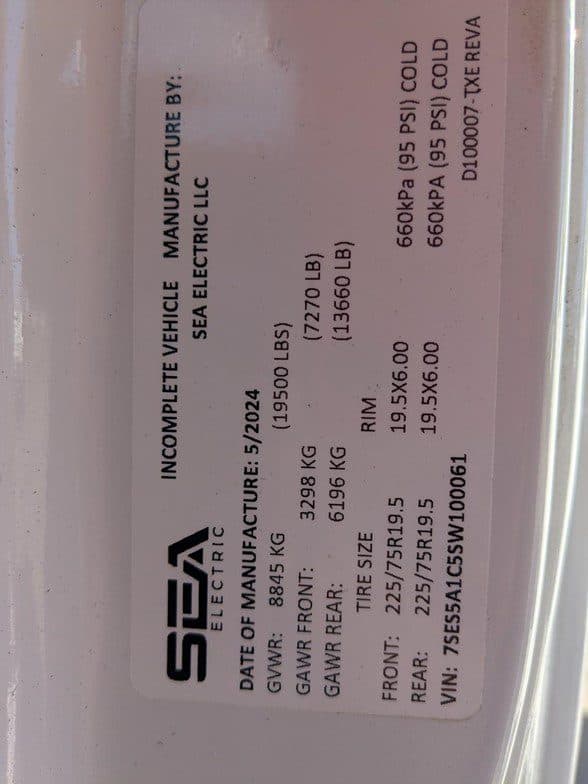 SEA
ELECTRIC
INCOMPLETE VEHICLE MANUFACTURE BY:
SEA ELECTRIC LLC
DATE OF MANUFACTURE: 5/2024
GVWR: 8845 KG (19500 LBS)
GAWR FRONT: 3298 KG (7270 LB)
GAWR REAR: 6196 KG (13660 LB)
TIRE SIZE RIM
FRONT: 225/75R19.5 19.5X6.00 660kPa (95 PSI) COLD
REAR: 225/75R19.5 19.5X6.00 660kPA (95 PSI) COLD
VIN: 7SES5A1C5SW100061 D100007-TXE REVA